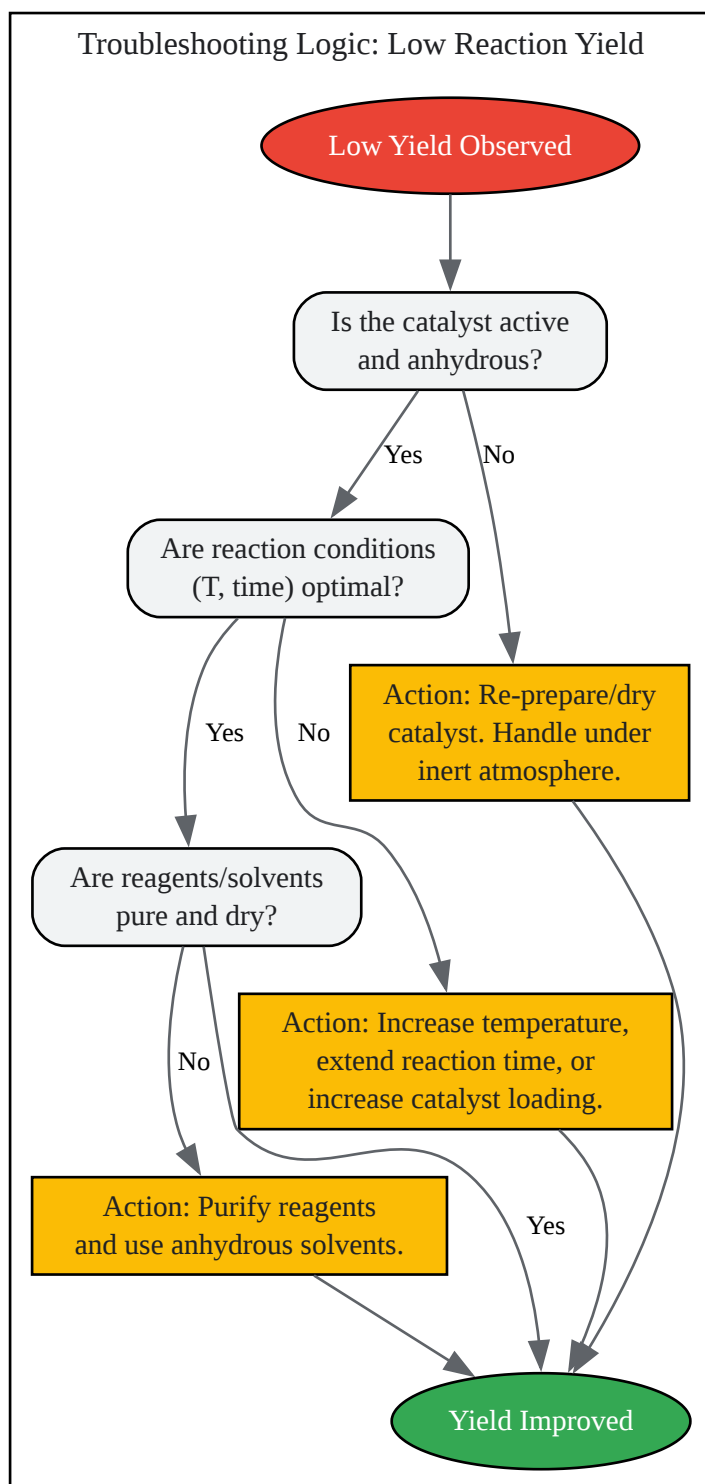 Troubleshooting Logic: Low Reaction Yield
Low Yield Observed
Is the catalyst active
and anhydrous?
Yes
No
Are reaction conditions
(T, time) optimal?
Action: Re-prepare/dry
catalyst. Handle under
inert atmosphere.
Yes
No
Are reagents/solvents
pure and dry?
Action: Increase temperature,
extend reaction time, or
increase catalyst loading.
No
Action: Purify reagents
and use anhydrous solvents.
Yes
Yield Improved